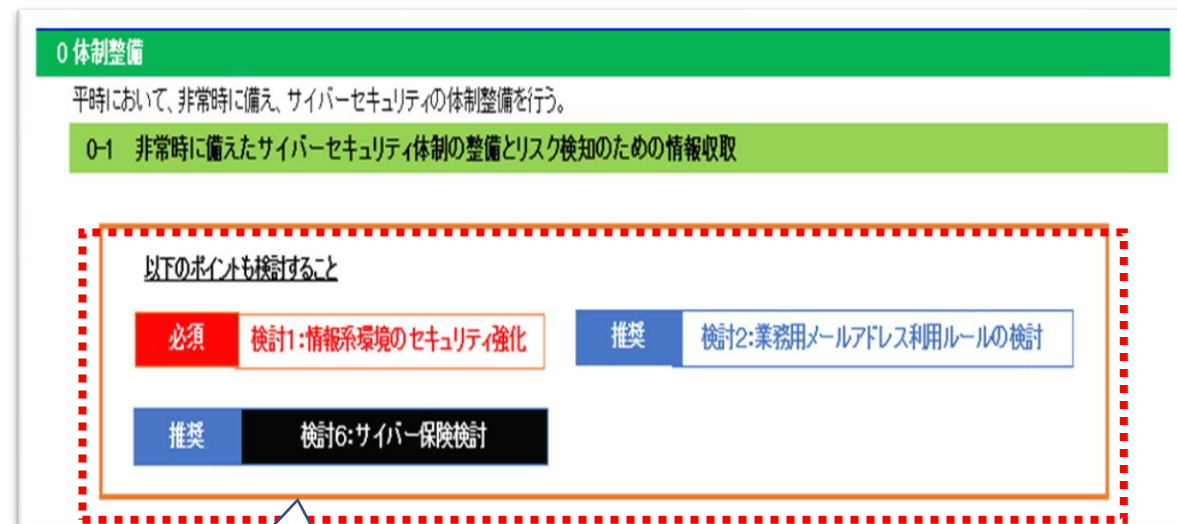 0 体制整備
平時において、非常時に備え、サイバーセキュリティの体制整備を行う。
0-1 非常時に備えたサイバーセキュリティ体制の整備とリスク検知のための情報収取
以下のポイントも検討すること
必須 検討1:情報系環境のセキュリティ強化 推奨 検討2:業務用メールアドレス利用ルールの検討
推奨 検討6:サイバー保険検討